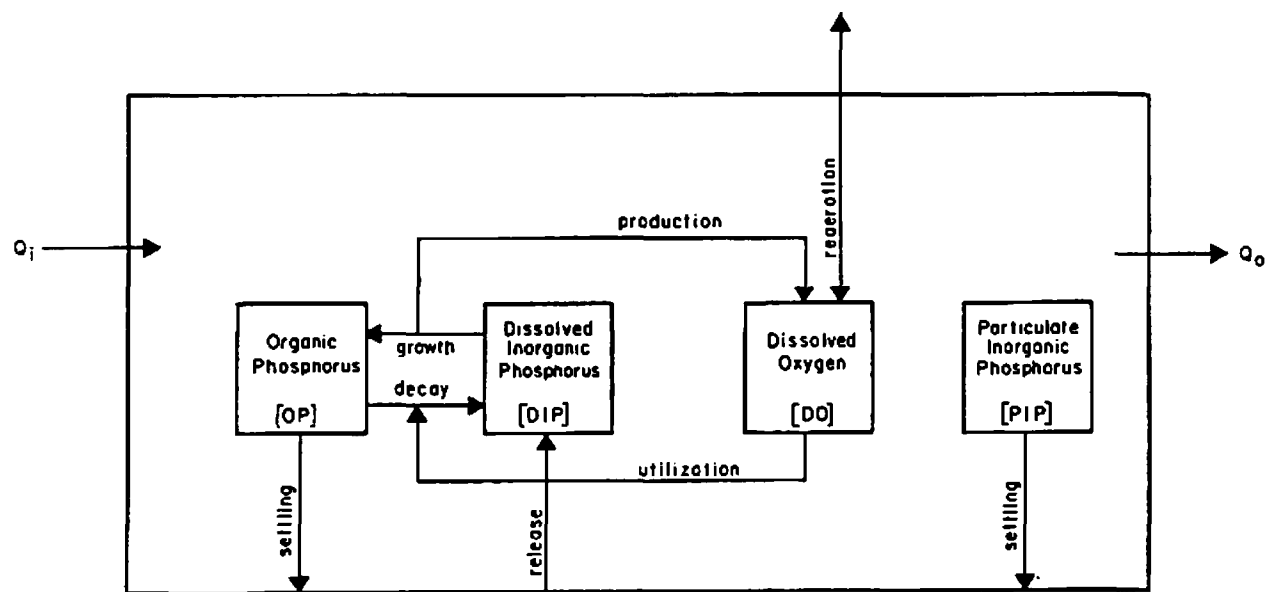 reaeration
production
Qi
Qo
Organic
Phosphorus
[OP]
growth
decay
Dissolved
Inorganic
Phosphorus
[DIP]
Dissolved
Oxygen
[DO]
Particulate
Inorganic
Phosphorus
[PIP]
utilization
settling
release
settling